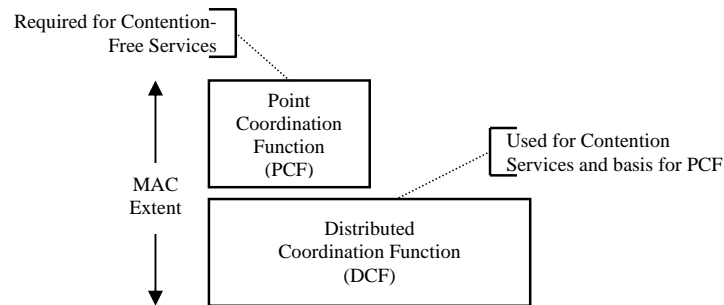 Required for Contention-
Free Services
Point
Coordination
Function
(PCF)
Used for Contention
Services and basis for PCF
MAC
Extent
Distributed
Coordination Function
(DCF)